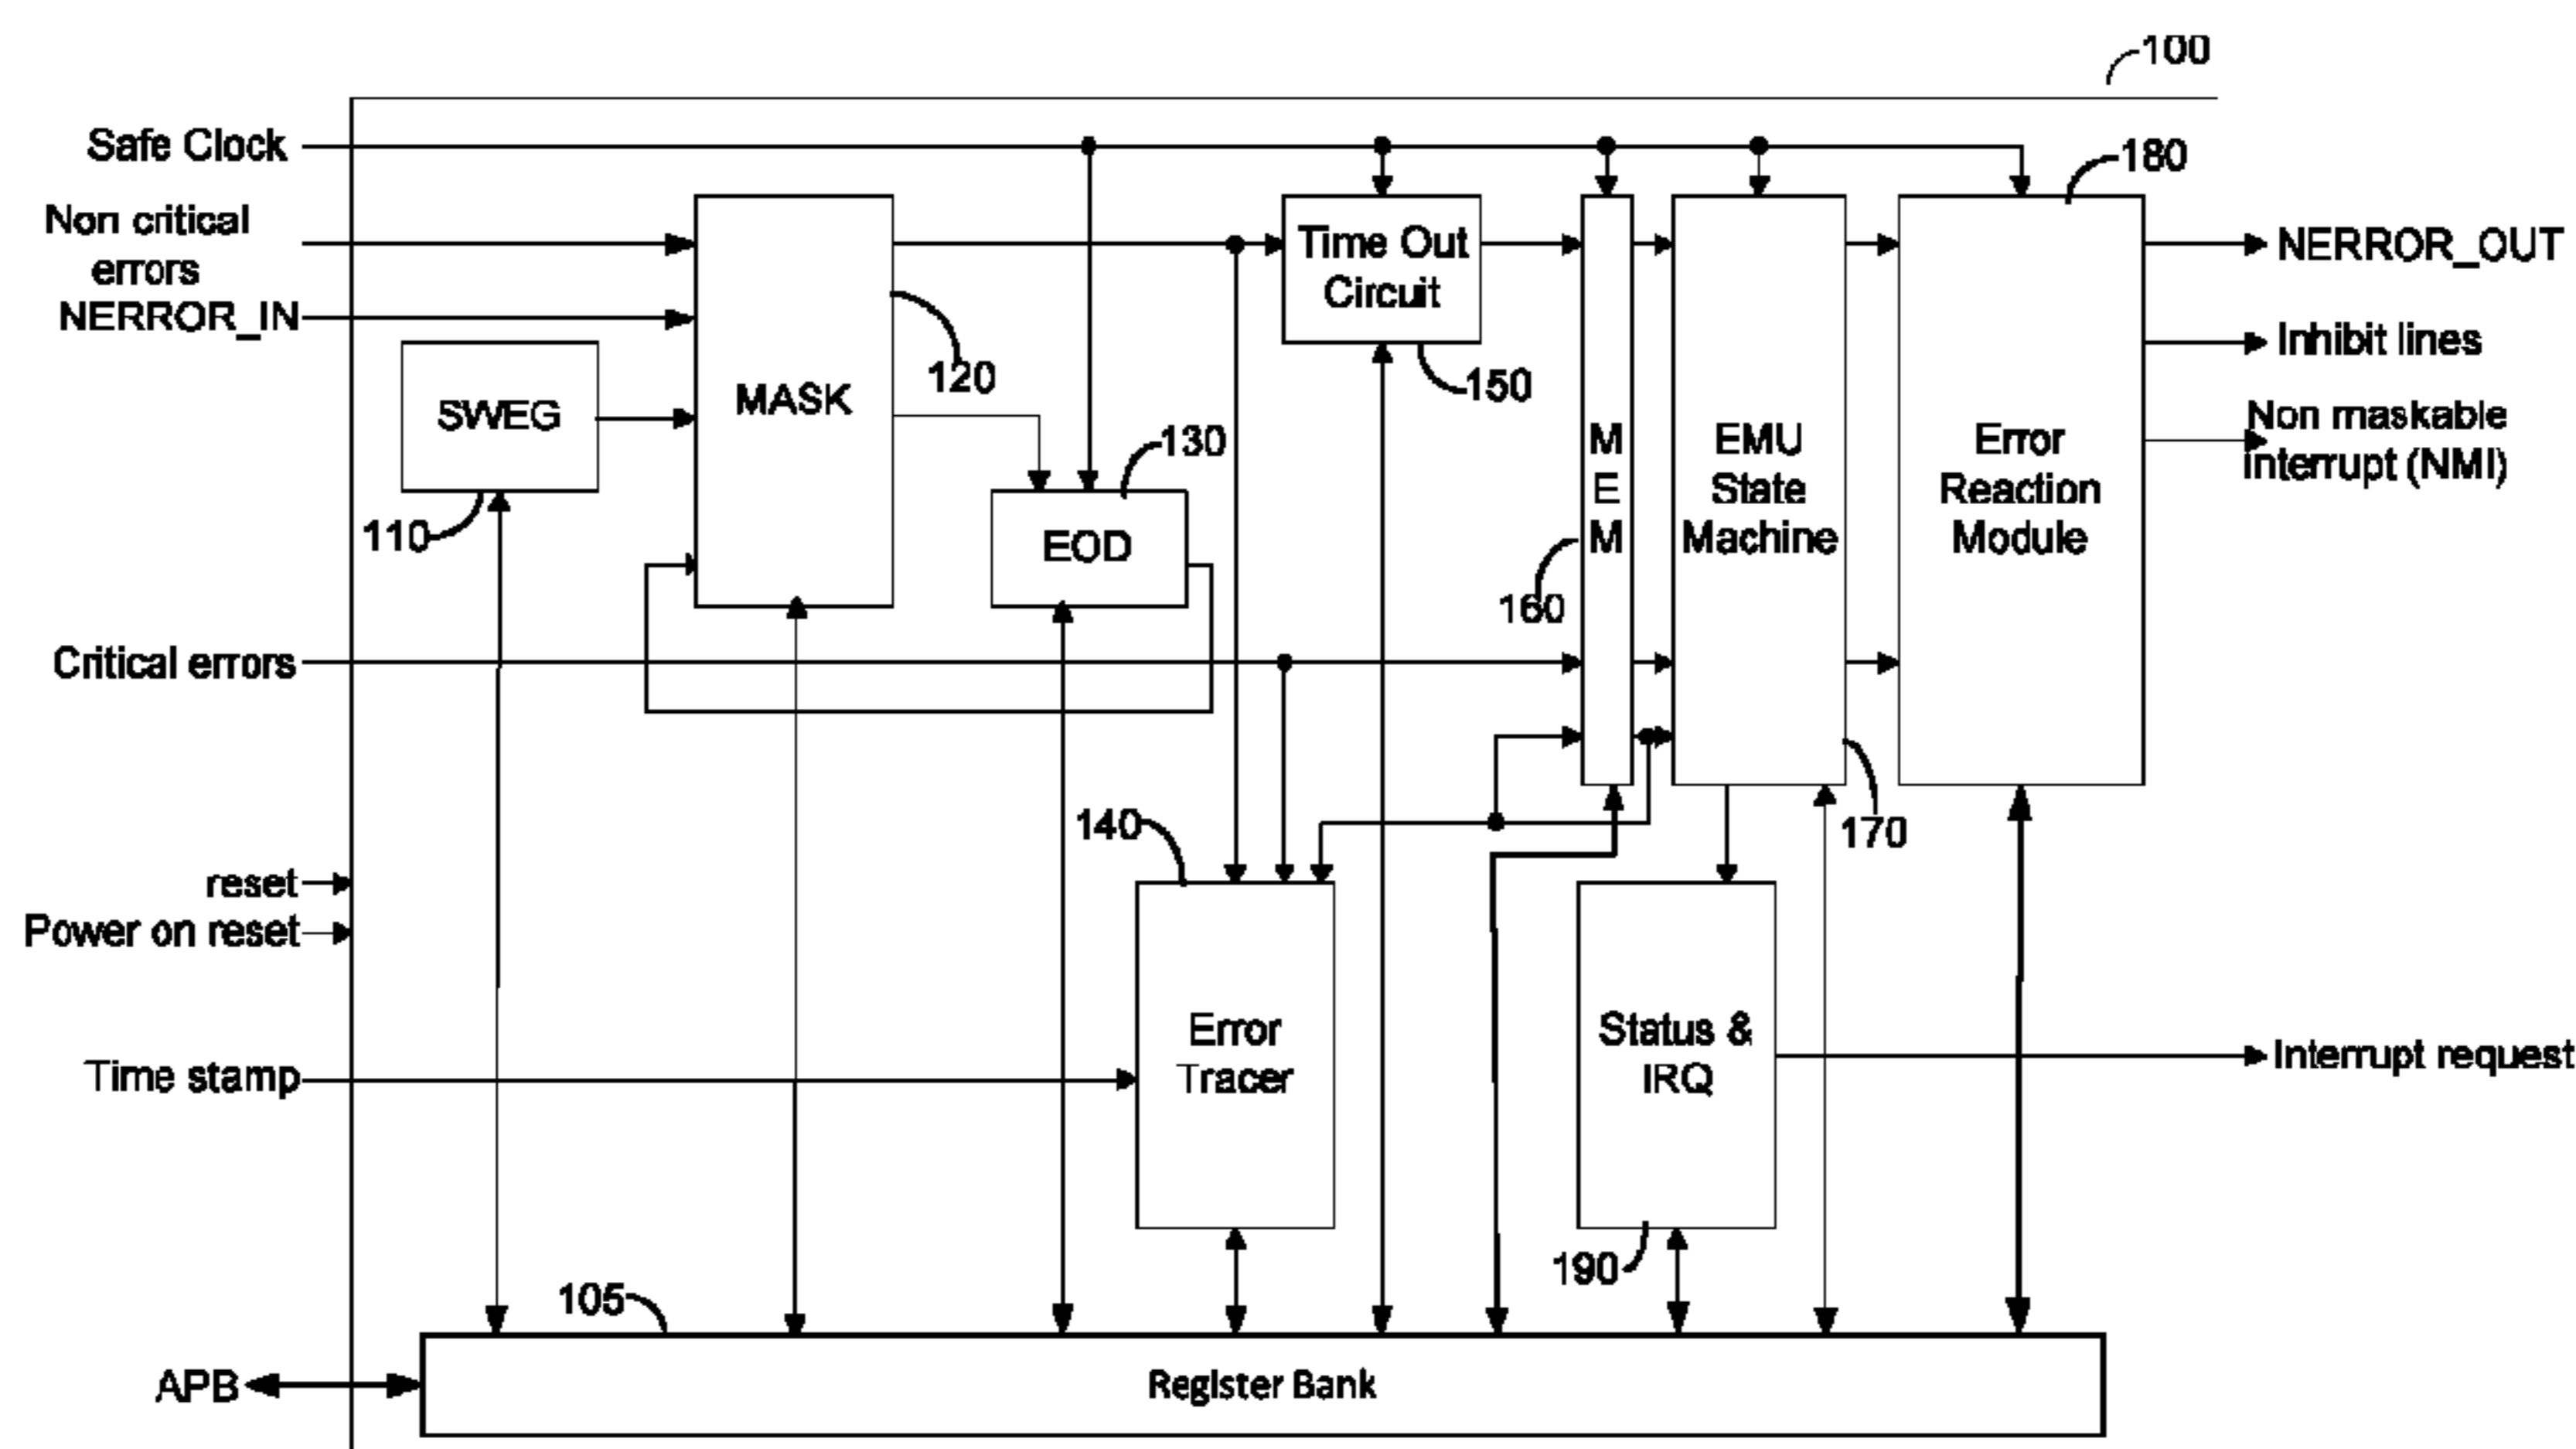 100
Safe Clock
180
Non critical
errors
NERROR_IN
Time Out
Circuit
NERROR_OUT
Inhibit lines
120
150
SWEG
MASK
Non maskable
interrupt (NMI)
130
M
E
M
EMU
State
Machine
Error
Reaction
Module
110
EOD
160
Critical errors
140
170
reset
Power on reset
Error
Tracer
Status &
IRQ
Time stamp
Interrupt request
190
105
APB
Register Bank